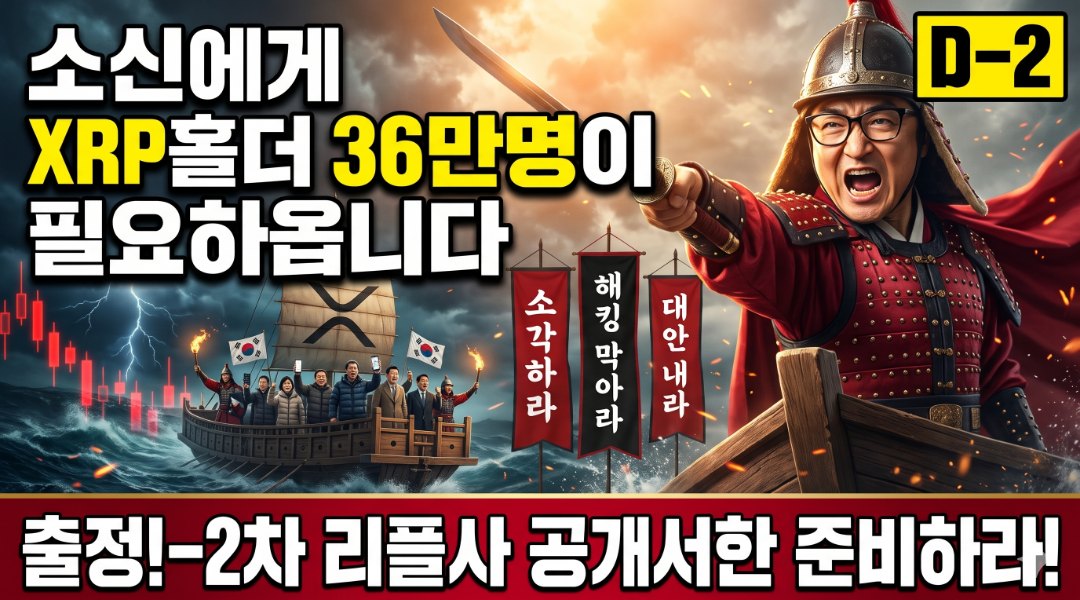 D-2
소신에게
XRP홀더 36만명이
필요하옵니다
소각하라
해킹막아라
대안내라
출정!-2차 리플사 공개서한 준비하라!